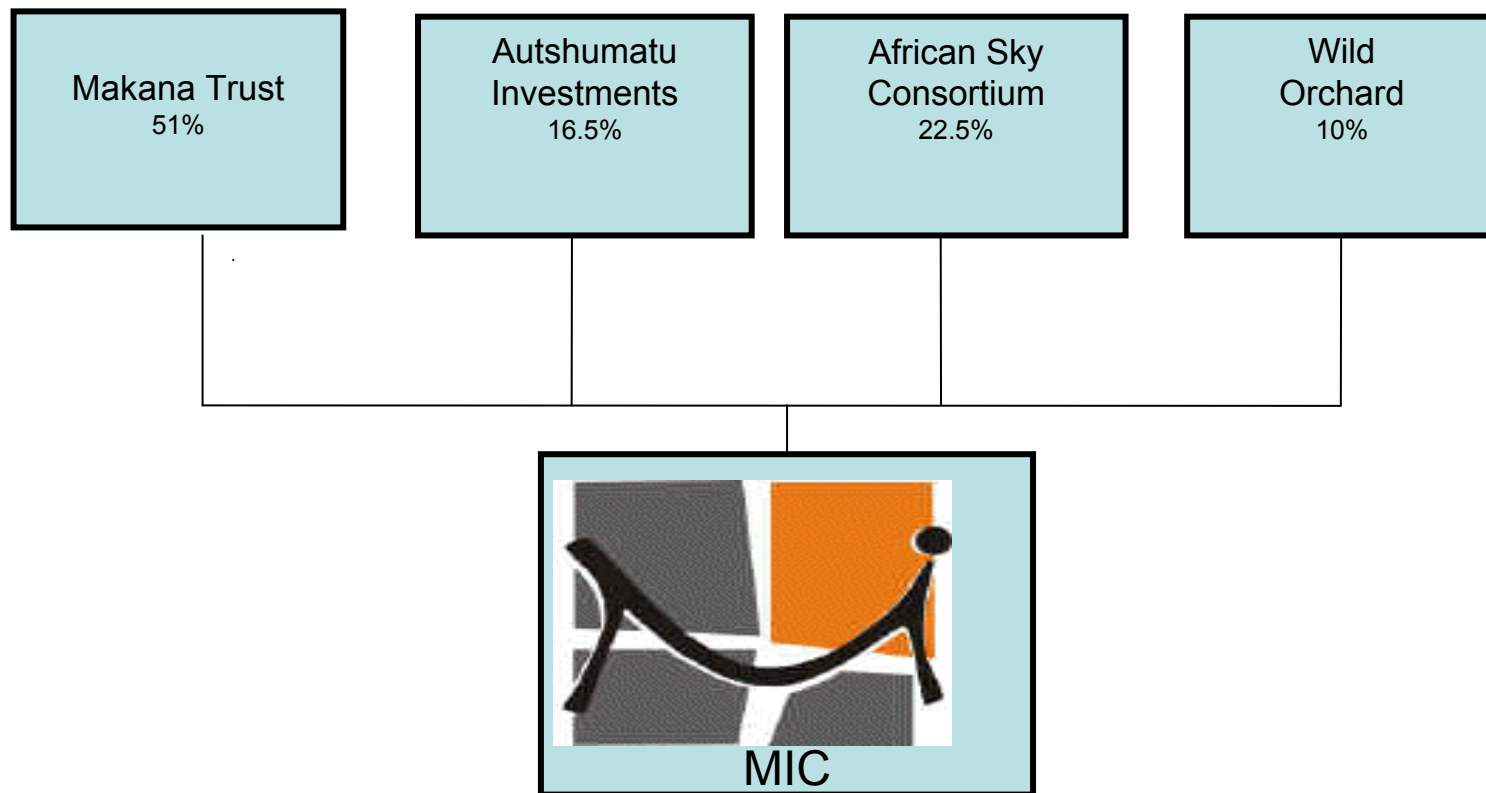 Makana Trust
51%
Autshumatu
Investments
16.5%
African Sky
Consortium
22.5%
Wild
Orchard
10%
MIC